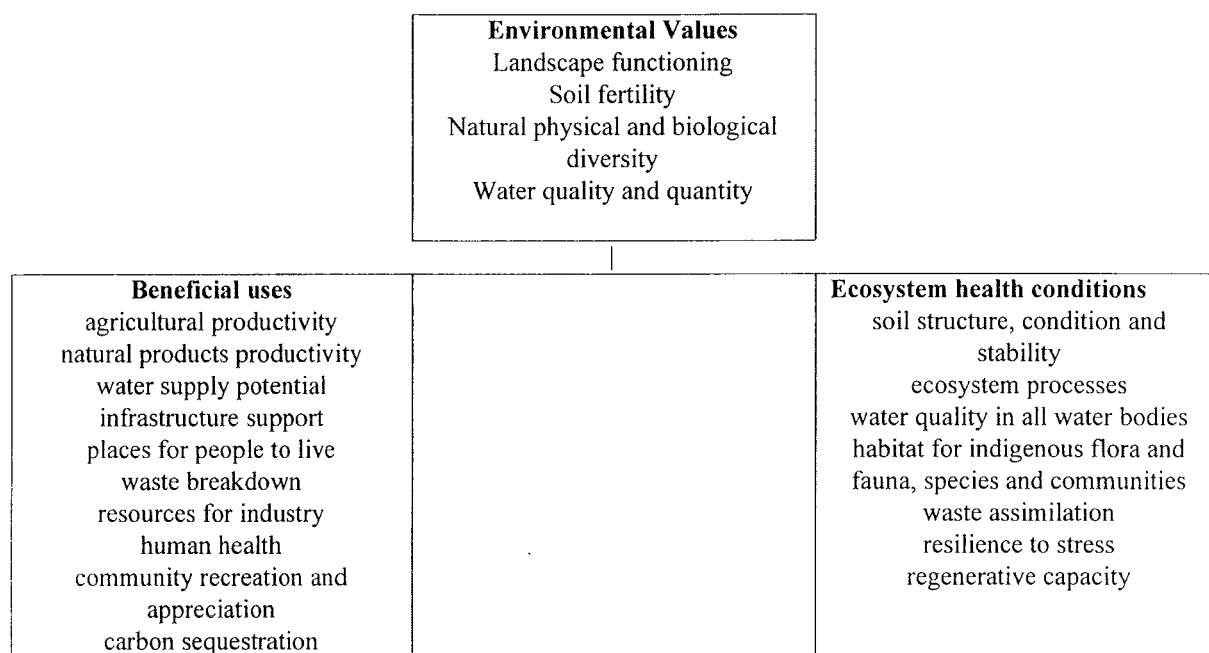 Environmental Values
Landscape functioning
Soil fertility
Natural physical and biological
diversity
Water quality and quantity
Beneficial uses
agricultural productivity
natural products productivity
water supply potential
infrastructure support
places for people to live
waste breakdown
resources for industry
human health
community recreation and
appreciation
carbon sequestration
Ecosystem health conditions
soil structure, condition and
stability
ecosystem processes
water quality in all water bodies
habitat for indigenous flora and
fauna, species and communities
waste assimilation
resilience to stress
regenerative capacity